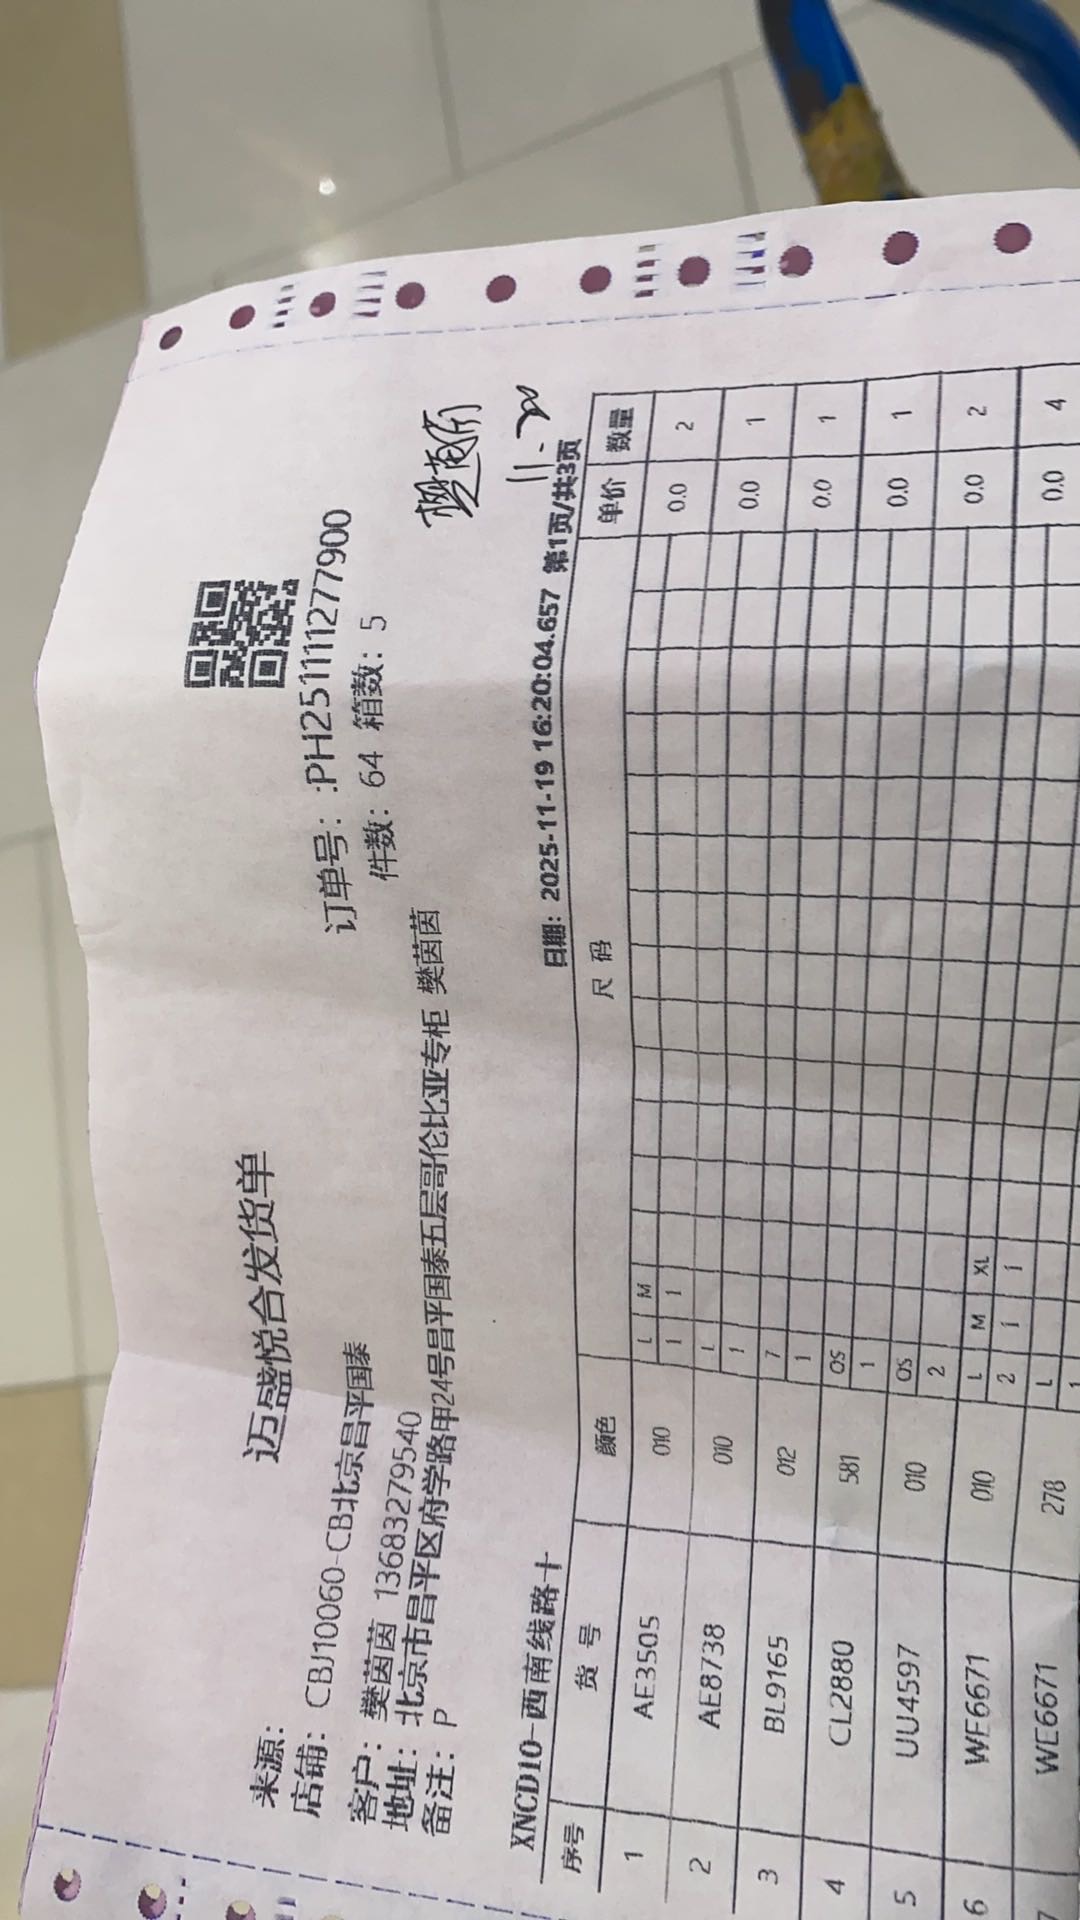 迈盛悦合发货单
来源:
店铺: CBJ10060-CB北京昌平国泰
订单号: :PH25111127​7900
客户: 樊茵茵 13683279540
件数: 64 箱数: 5
地址: 北京市昌平区府学路甲24号昌平国泰五层哥伦比亚专柜 樊茵茵
备注: P
11.20
XNCD10-西南线路十 日期: 2025-11-19 16:20:04.657 第1页/共3页
序号 货 号 颜色 尺 码 单价 数量
1 AE3505 010 L M 0.0 2
1 1
2 AE8738 010 L 0.0 1
1
3 BL9165 012 7 0.0 1
1
4 CL2880 581 OS 0.0 1
1
5 UU4597 010 OS 0.0 2
2
6 WE6671 010 L M XL 0.0 4
2 1 1
7 WE6671 278 L
1